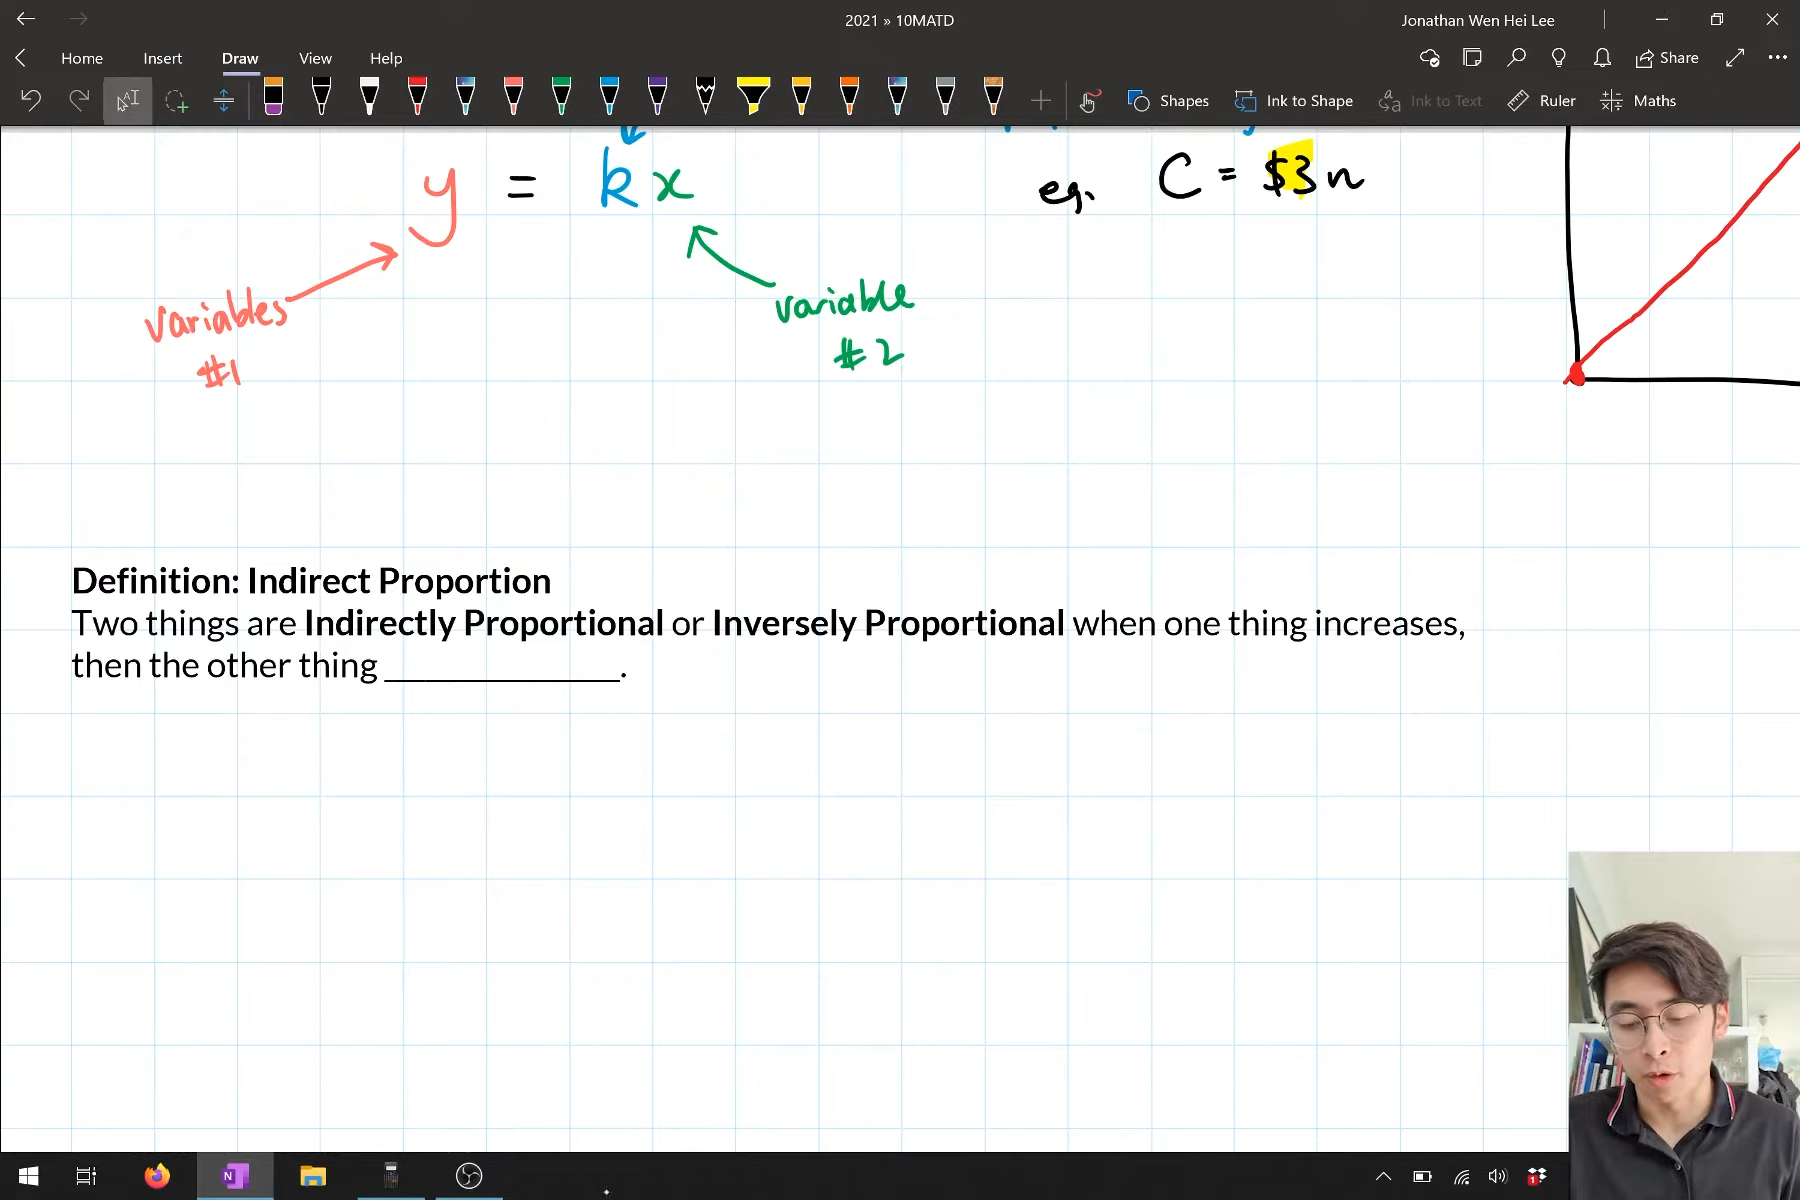 2021 » 10MATD
Jonathan Wen Hei Lee
Home Insert Draw View Help
Share
Shapes Ink to Shape Ink to Text Ruler Maths
y = kx
eg. C = $3n
variables
#1
variable
#2
Definition: Indirect Proportion
Two things are Indirectly Proportional or Inversely Proportional when one thing increases,
then the other thing ______________.